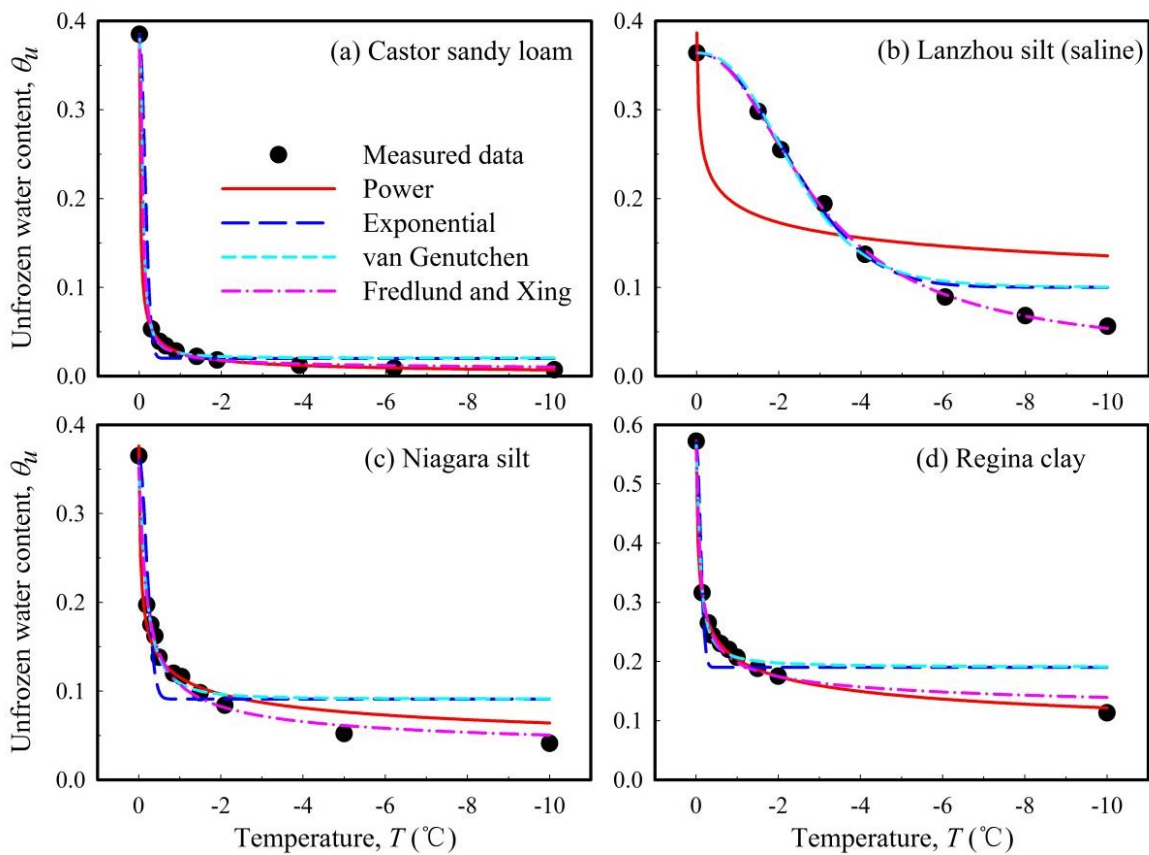 0.4
0.3
0.2
0.1
0.0
Unfrozen water content, θu
(a) Castor sandy loam
Measured data
Power
Exponential
van Genutchen
Fredlund and Xing
0 -2 -4 -6 -8 -10
0.4
0.3
0.2
0.1
0.0
(b) Lanzhou silt (saline)
0 -2 -4 -6 -8 -10
0.4
0.3
0.2
0.1
0.0
Unfrozen water content, θu
(c) Niagara silt
0 -2 -4 -6 -8 -10
Temperature, T (℃)
0.6
0.5
0.4
0.3
0.2
0.1
0.0
(d) Regina clay
0 -2 -4 -6 -8 -10
Temperature, T (℃)